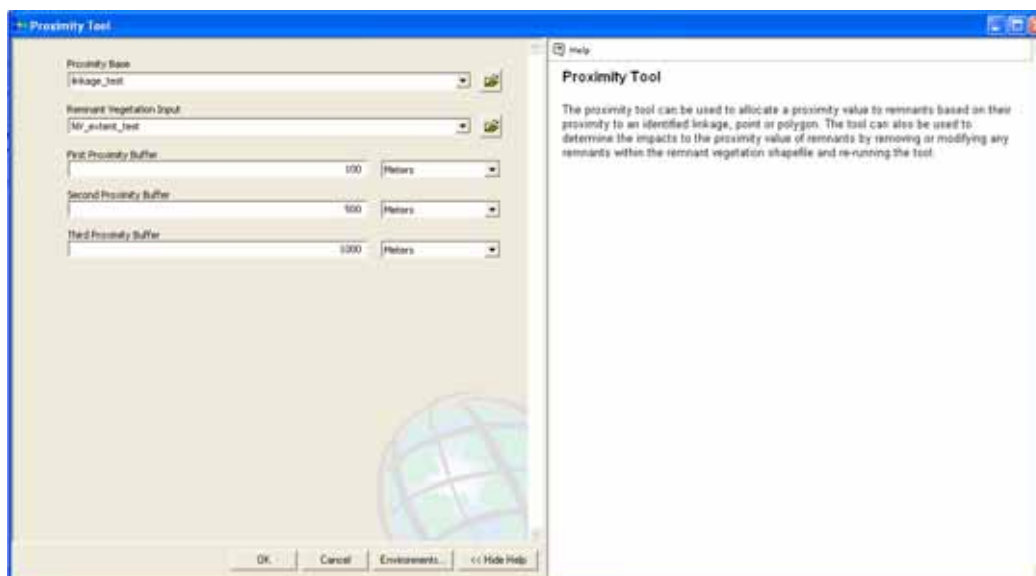 Proximity Tool
Proximity Base
linkage_test
Remnant Vegetation Input
NV_extent_test
First Proximity Buffer
100 Meters
Second Proximity Buffer
500 Meters
Third Proximity Buffer
1000 Meters
OK Cancel Environments... << Hide Help
Help
Proximity Tool
The proximity tool can be used to allocate a proximity value to remnants based on their
proximity to an identified linkage, point or polygon. The tool can also be used to
determine the impacts to the proximity value of remnants by removing or modifying any
remnants within the remnant vegetation shapefile and re-running the tool.